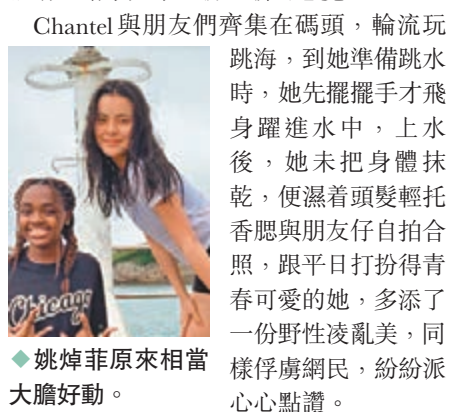 Chantel與朋友們齊集在碼頭，輪流玩
跳海，到她準備跳水
時，她先擺擺手才飛
身躍進水中，上水
後，她未把身體抹
乾，便濕着頭髮輕托
香腮與朋友仔自拍合
照，跟平日打扮得青
春可愛的她，多添了
一份野性凌亂美，同
樣俘虜網民，紛紛派
心心點讚。
Chicago
◆姚焯菲原來相當
大膽好動。